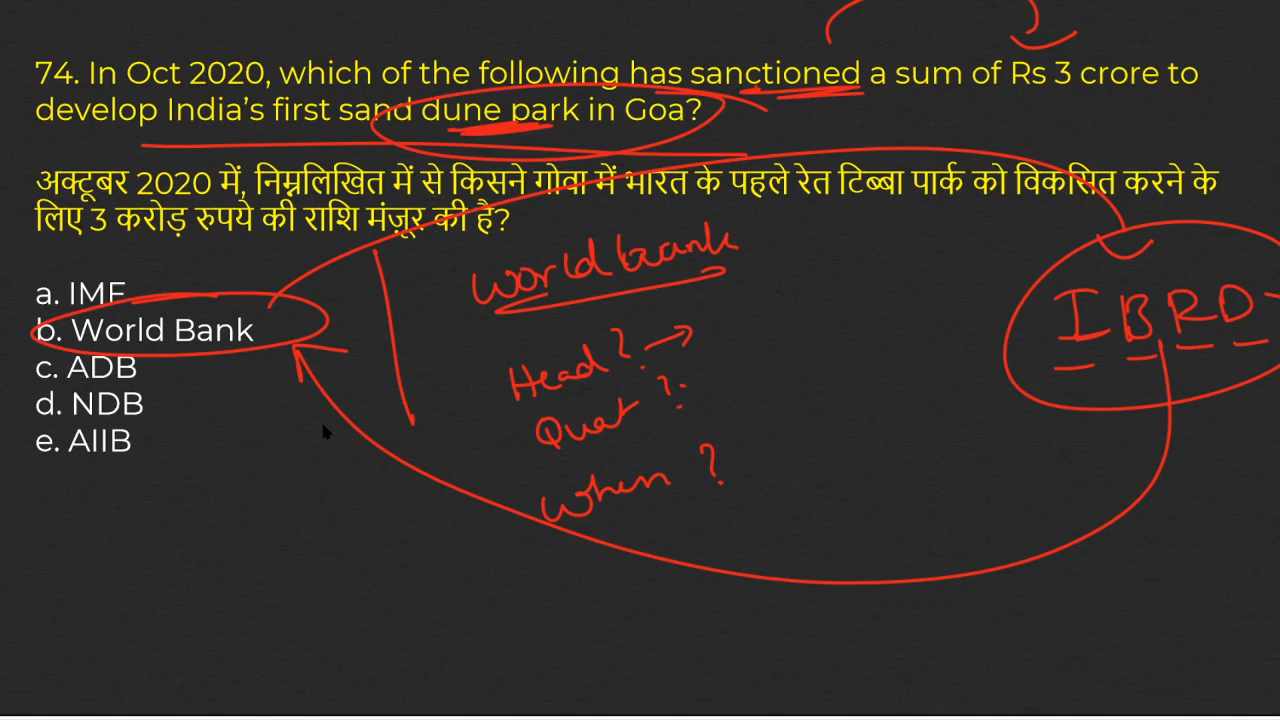 74. In Oct 2020, which of the following has sanctioned a sum of Rs 3 crore to
develop India's first sand dune park in Goa?
अक्टूबर 2020 में, निम्नलिखित में से किसने गोवा में भारत के पहले रेत टिब्बा पार्क को विकसित करने के
लिए 3 करोड़ रुपये की राशि मंज़ूर की है?
a. IMF
b. World Bank
c. ADB
d. NDB
e. AIIB
World bank
Head ? →
Quat ?
When ?
IBRD